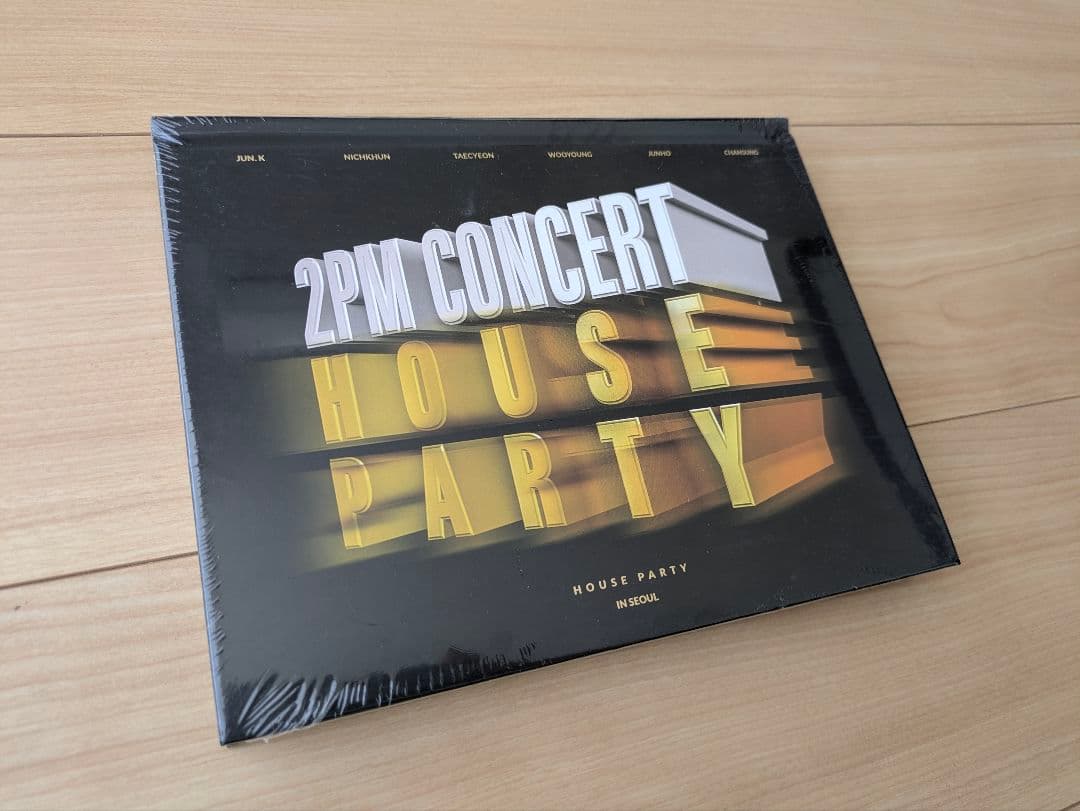 JUN. K NICHKHUN TAECYEON WOOYOUNG JUNHO CHANSUNG
2PM CONCERT
HOUSE
PARTY
HOUSE PARTY
IN SEOUL